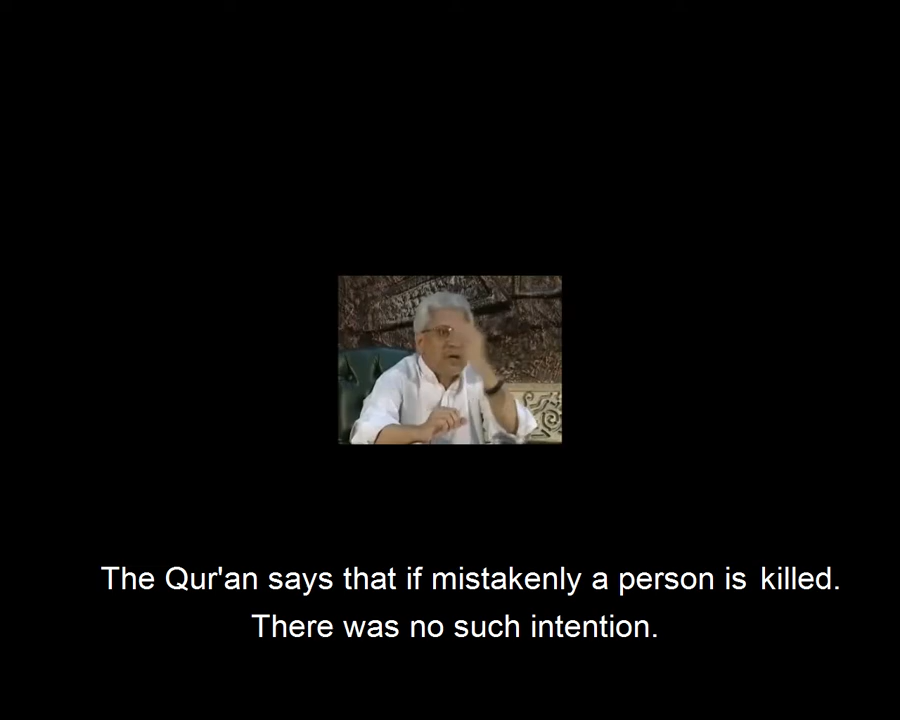 The Qur'an says that if mistakenly a person is killed.
There was no such intention.